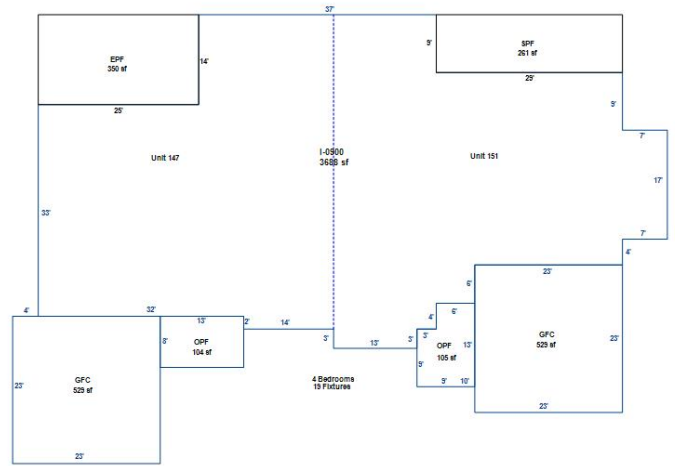 37'
EPF
350 sf
14'
25'
9'
SPF
261 sf
29'
9'
7'
17'
7'
4'
Unit 147
I-0500
3688 sf
Unit 151
33'
4'
32'
13'
2'
14'
3'
13'
3'
3'
4'
6'
6'
23'
8'
OPF
104 sf
OPF
105 sf
13'
9'
9'
10'
GFC
529 sf
23'
23'
GFC
529 sf
23'
23'
4 Bedrooms
19 Fixtures